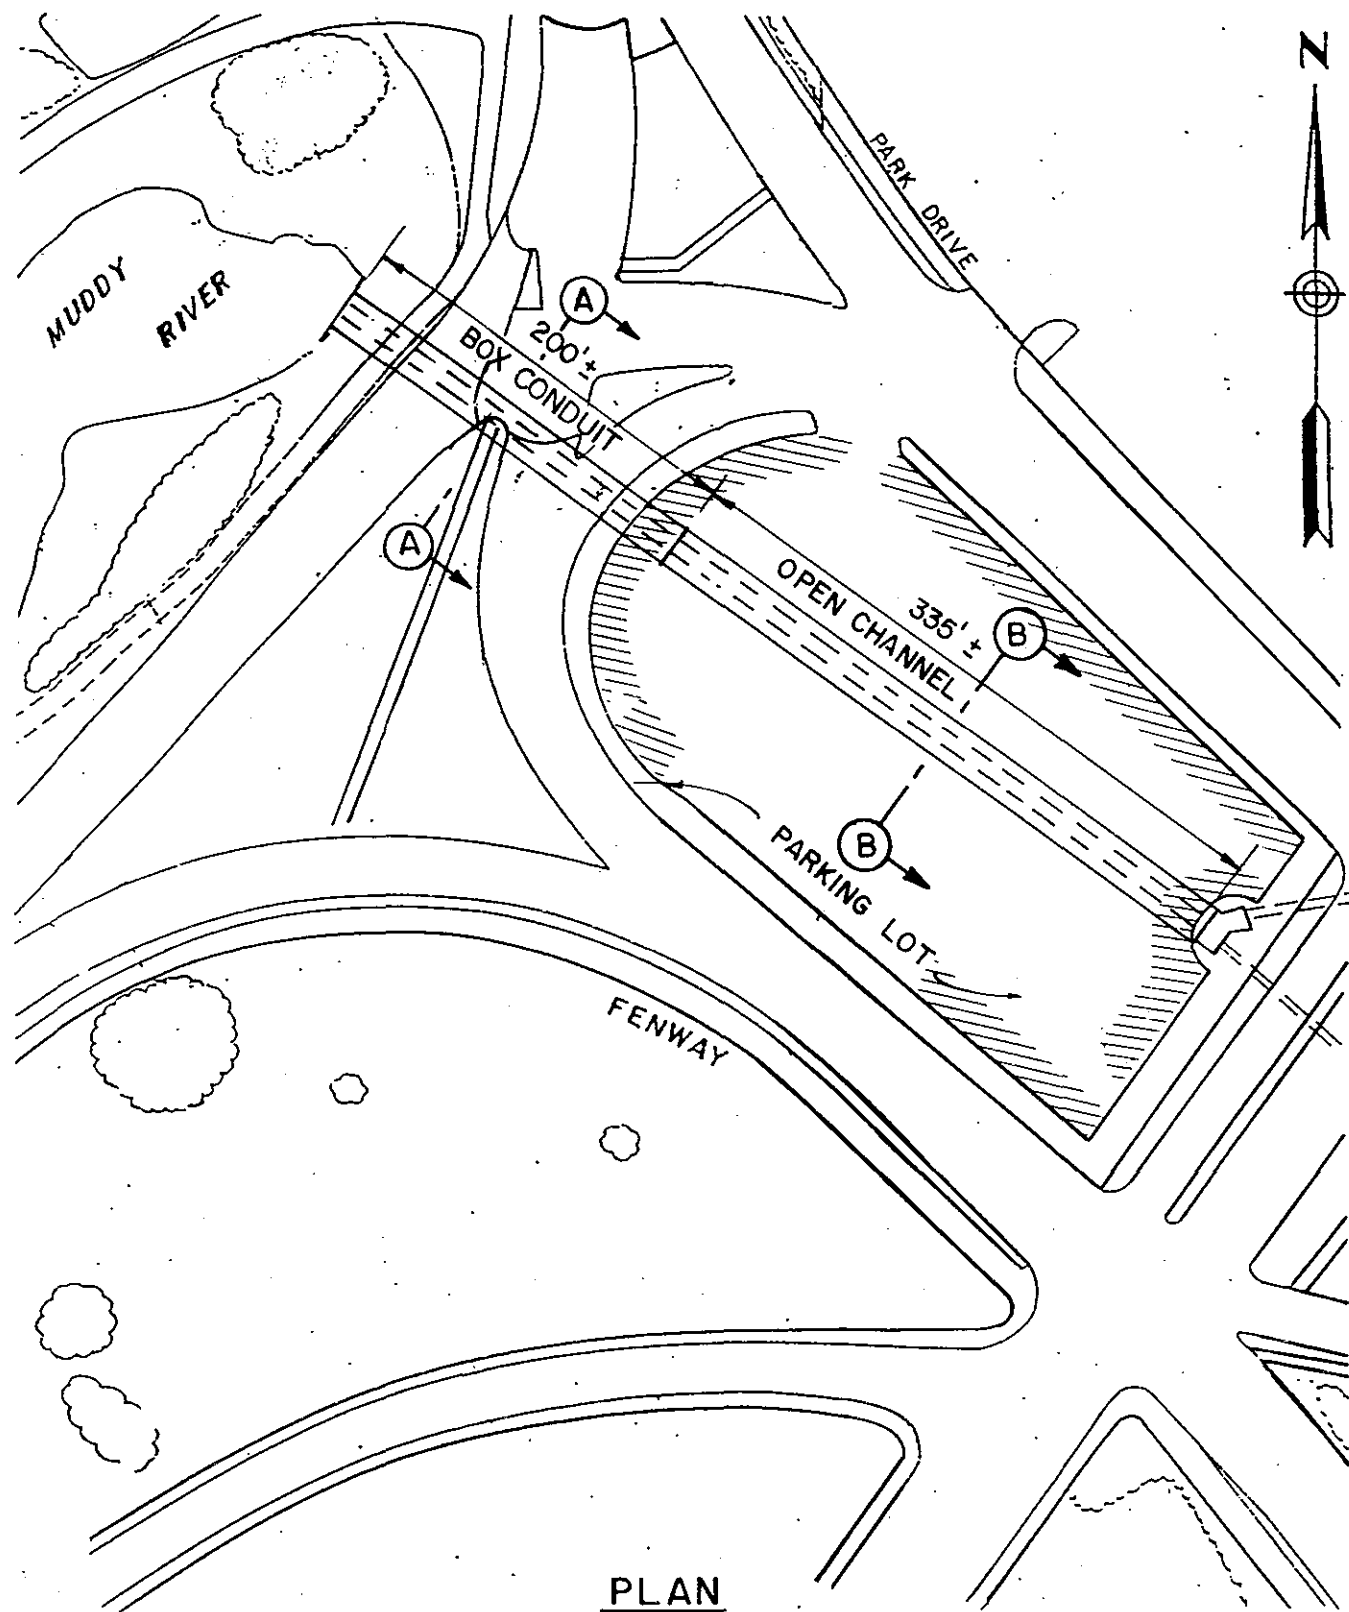 N
PARK DRIVE
MUDDY
RIVER
A
200'±
BOX CONDUIT
A
OPEN CHANNEL
335'±
B
B
PARKING LOT
FENWAY
PLAN